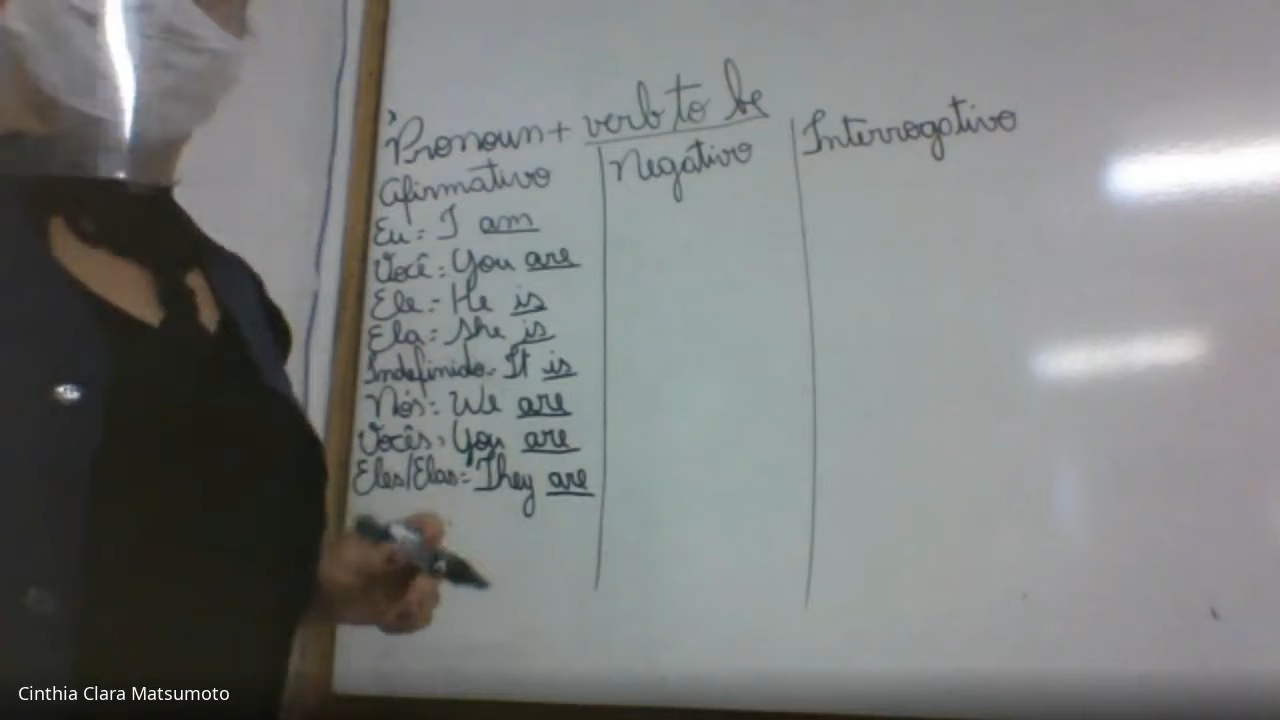 Pronoun + verb to be
Afirmativo
Negativo
Interrogativo
Eu: I am
Você: You are
Ele: He is
Ela: She is
Indefinido: It is
Nós: We are
Vocês: You are
Eles/Elas: They are
Cinthia Clara Matsumoto